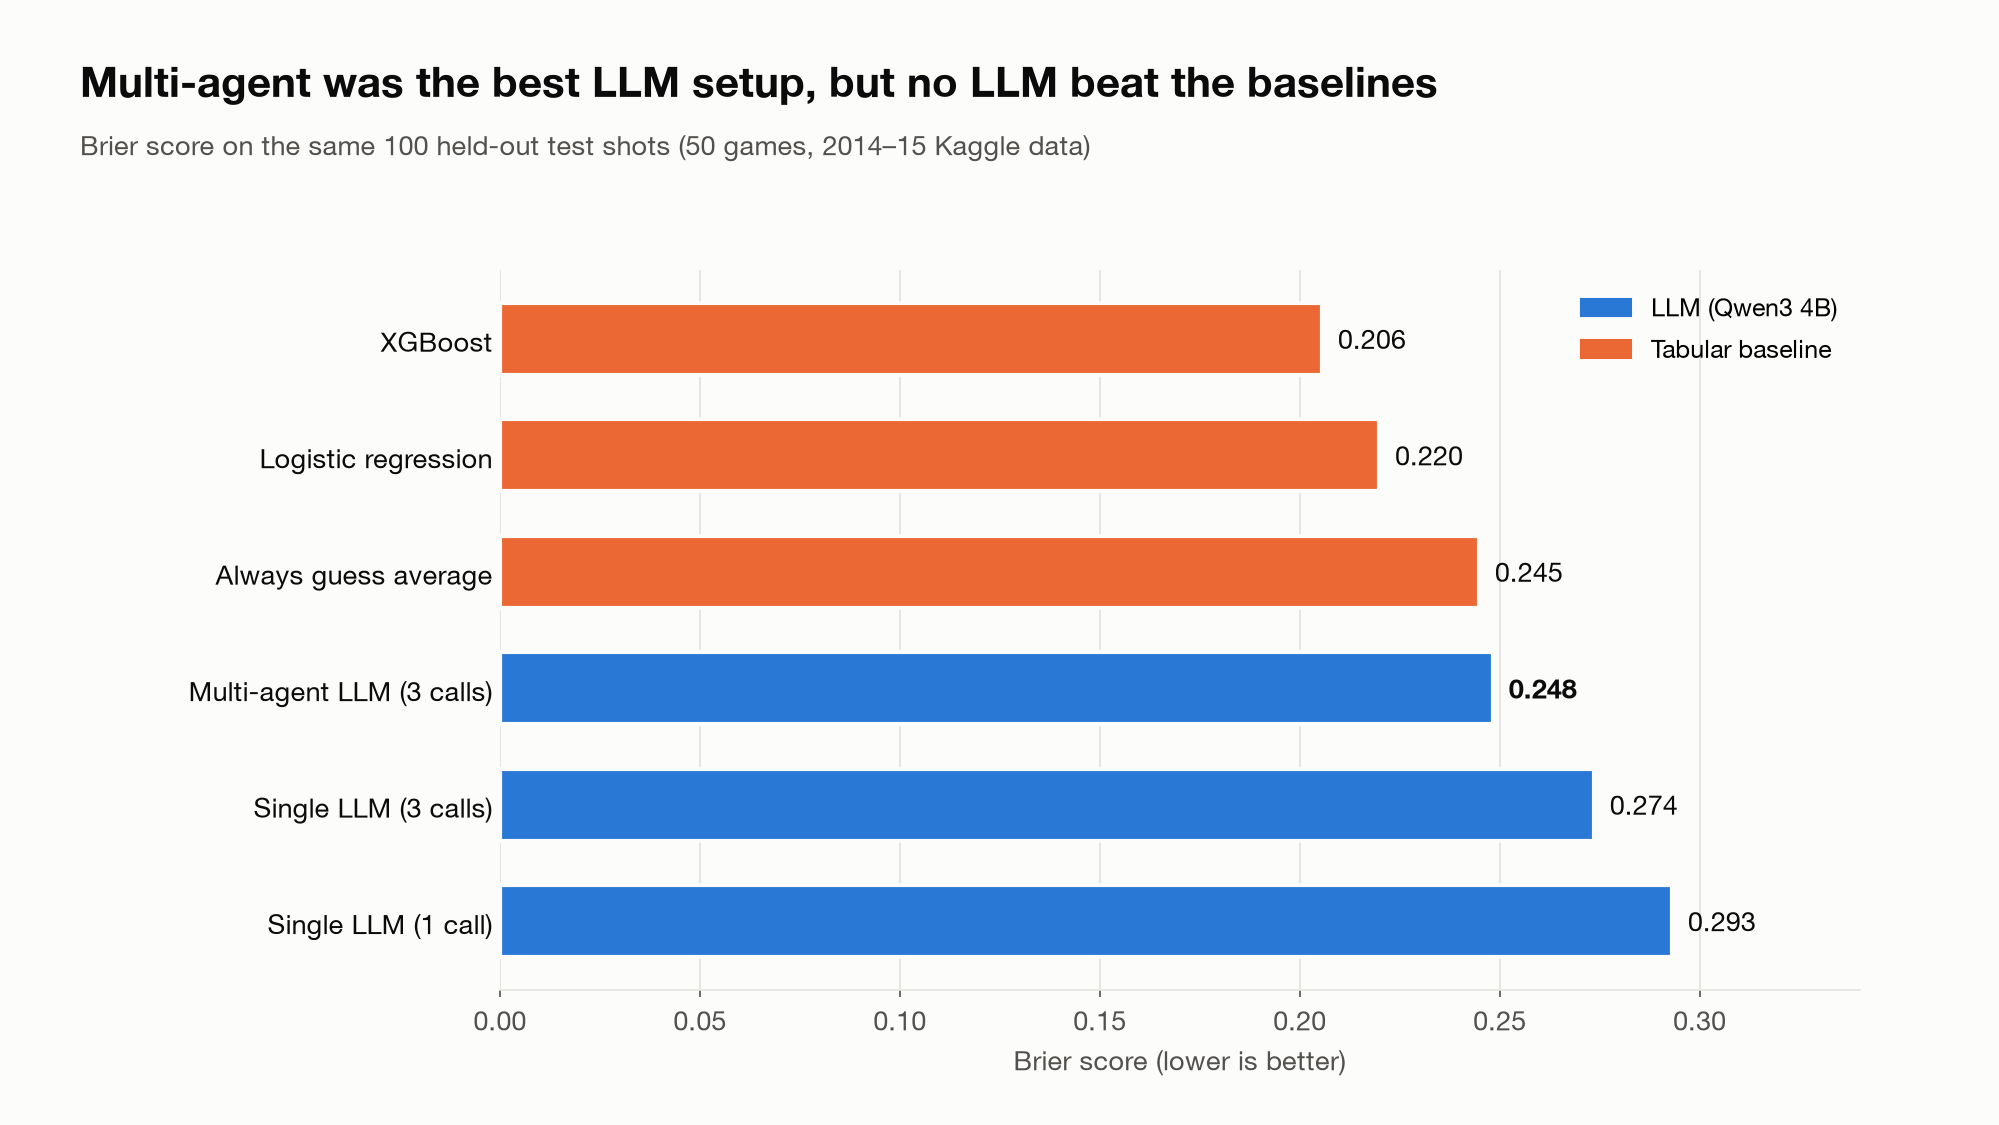 Multi-agent was the best LLM setup, but no LLM beat the baselines
Brier score on the same 100 held-out test shots (50 games, 2014–15 Kaggle data)
LLM (Qwen3 4B)
Tabular baseline
XGBoost
0.206
Logistic regression
0.220
Always guess average
0.245
Multi-agent LLM (3 calls)
0.248
Single LLM (3 calls)
0.274
Single LLM (1 call)
0.293
0.00 0.05 0.10 0.15 0.20 0.25 0.30
Brier score (lower is better)